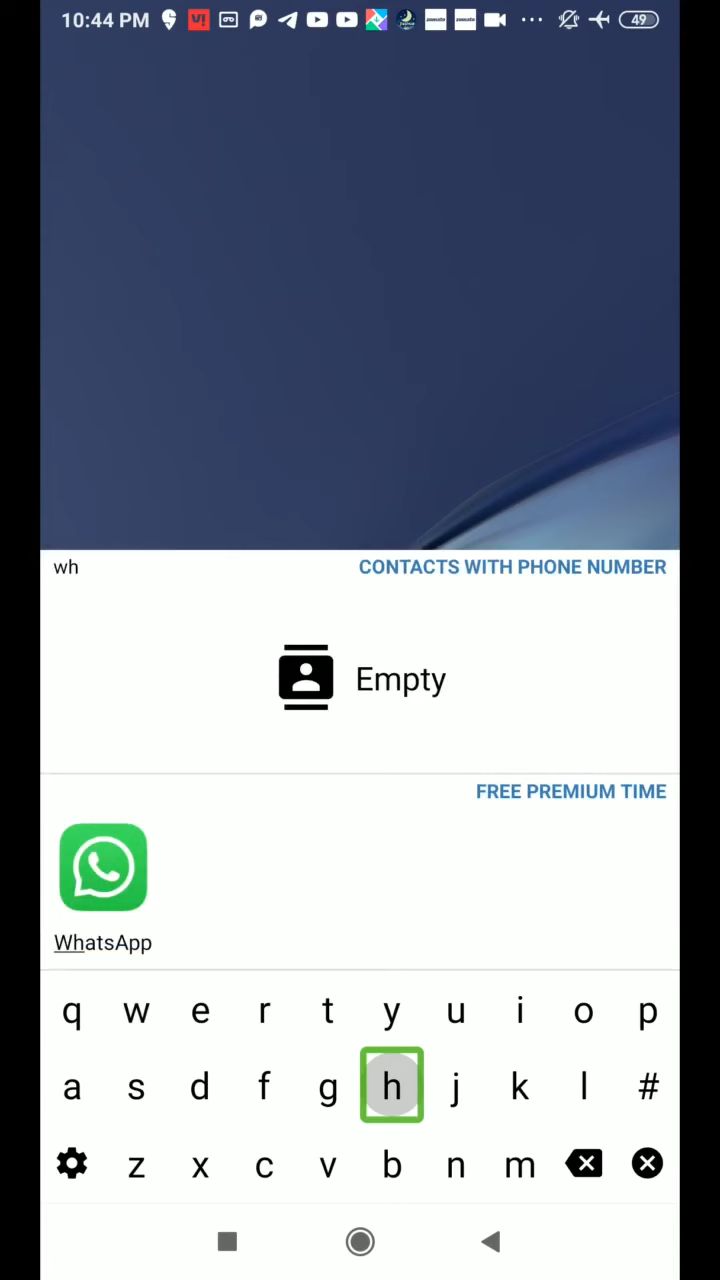 10:44 PM
49
wh
CONTACTS WITH PHONE NUMBER
Empty
FREE PREMIUM TIME
WhatsApp
q w e r t y u i o p
a s d f g h j k l #
z x c v b n m